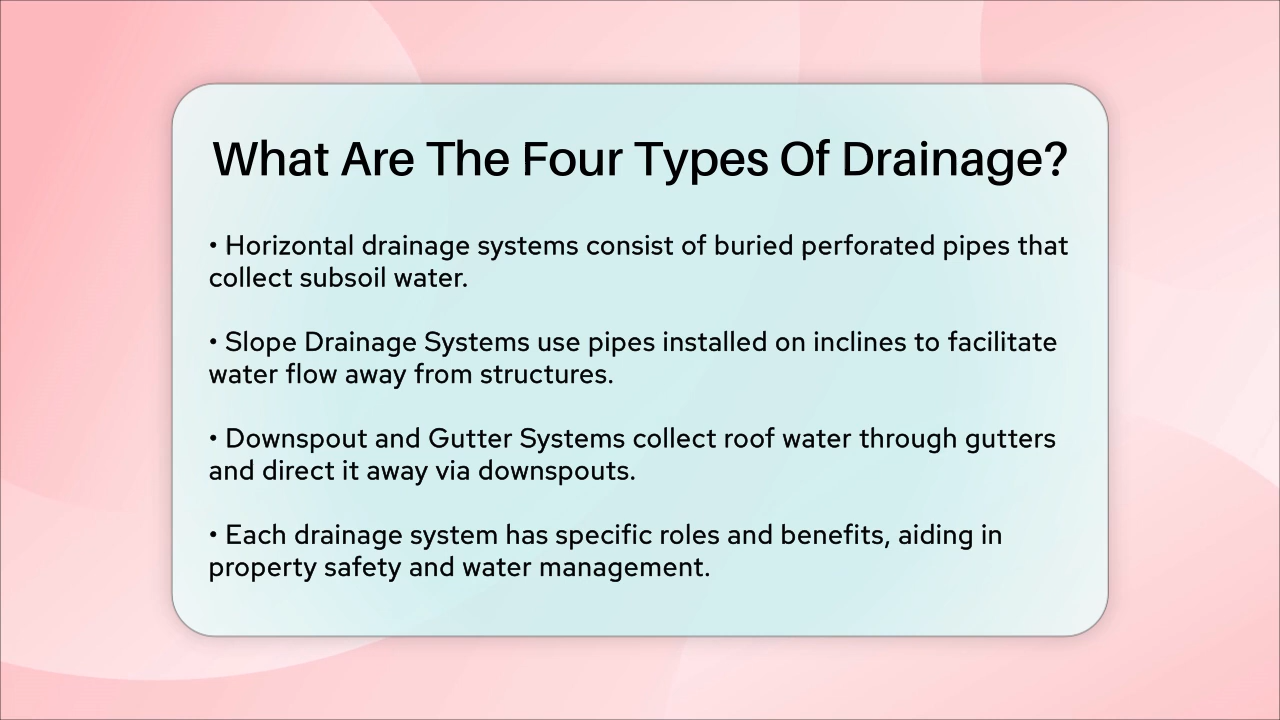 What Are The Four Types Of Drainage?
• Horizontal drainage systems consist of buried perforated pipes that
collect subsoil water.
• Slope Drainage Systems use pipes installed on inclines to facilitate
water flow away from structures.
• Downspout and Gutter Systems collect roof water through gutters
and direct it away via downspouts.
• Each drainage system has specific roles and benefits, aiding in
property safety and water management.